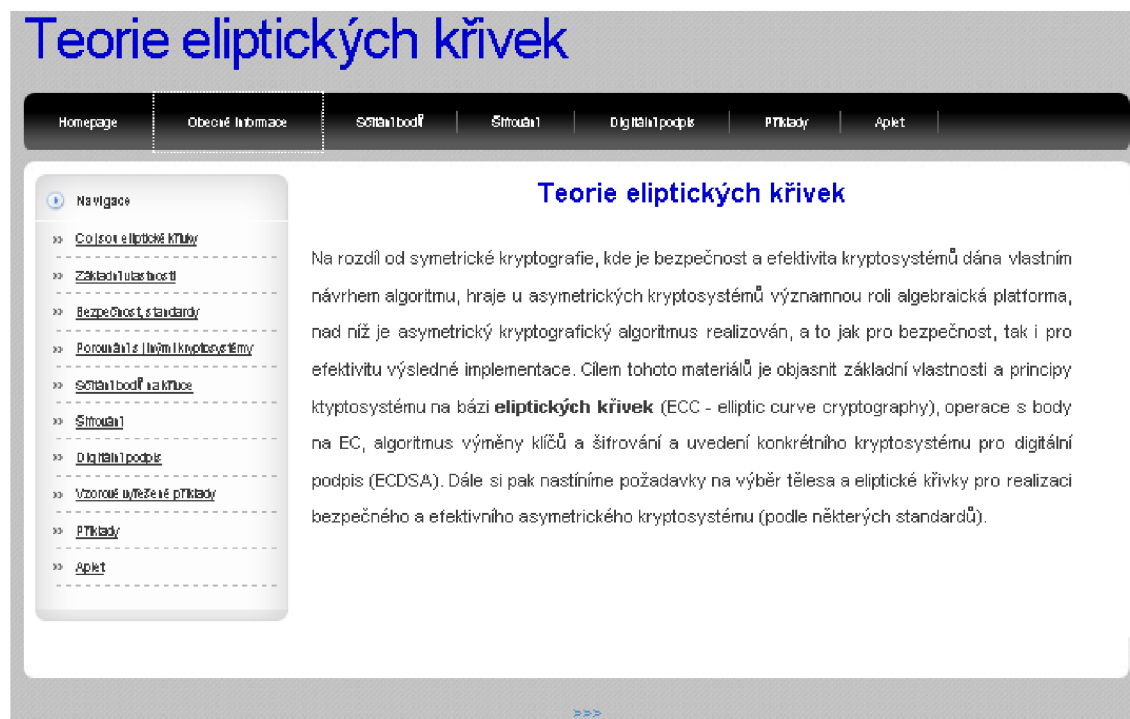 Teorie eliptických křivek
Homepage Obecné informace Sčítání bodů Šifrování Digitální podpis Příklady Aplet
Teorie eliptických křivek
Navigace
>> Co jsou eliptické křivky
>> Základní vlastnosti
>> Bezpečnost, standardy
>> Porovnání s jinými kryptosystémy
>> Sčítání bodů na křivce
>> Šifrování
>> Digitální podpis
>> Vzorové vyřešené příklady
>> Příklady
>> Aplet
Na rozdíl od symetrické kryptografie, kde je bezpečnost a efektivita kryptosystémů dána vlastním
návrhem algoritmu, hraje u asymetrických kryptosystémů významnou roli algebraická platforma,
nad níž je asymetrický kryptografický algoritmus realizován, a to jak pro bezpečnost, tak i pro
efektivitu výsledné implementace. Cílem tohoto materiálů je objasnit základní vlastnosti a principy
ktyptosystému na bázi eliptických křivek (ECC - elliptic curve cryptography), operace s body
na EC, algoritmus výměny klíčů a šifrování a uvedení konkrétního kryptosystému pro digitální
podpis (ECDSA). Dále si pak nastíníme požadavky na výběr tělesa a eliptické křivky pro realizaci
bezpečného a efektivního asymetrického kryptosystému (podle některých standardů).
>>>